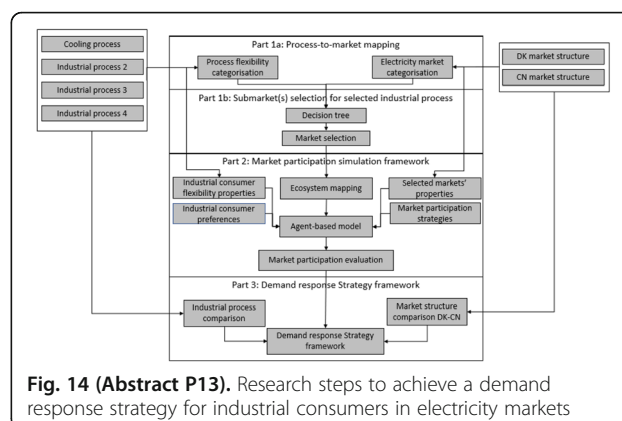 Cooling process
Industrial process 2
Industrial process 3
Industrial process 4
Part 1a: Process-to-market mapping
Process flexibility
categorisation
Electricity market
categorisation
DK market structure
CN market structure
Part 1b: Submarket(s) selection for selected industrial process
Decision tree
Market selection
Part 2: Market participation simulation framework
Industrial consumer
flexibility properties
Ecosystem mapping
Selected markets'
properties
Industrial consumer
preferences
Agent-based model
Market participation
strategies
Market participation evaluation
Part 3: Demand response Strategy framework
Industrial process
comparison
Market structure
comparison DK-CN
Demand response Strategy
framework
Fig. 14 (Abstract P13). Research steps to achieve a demand
response strategy for industrial consumers in electricity markets